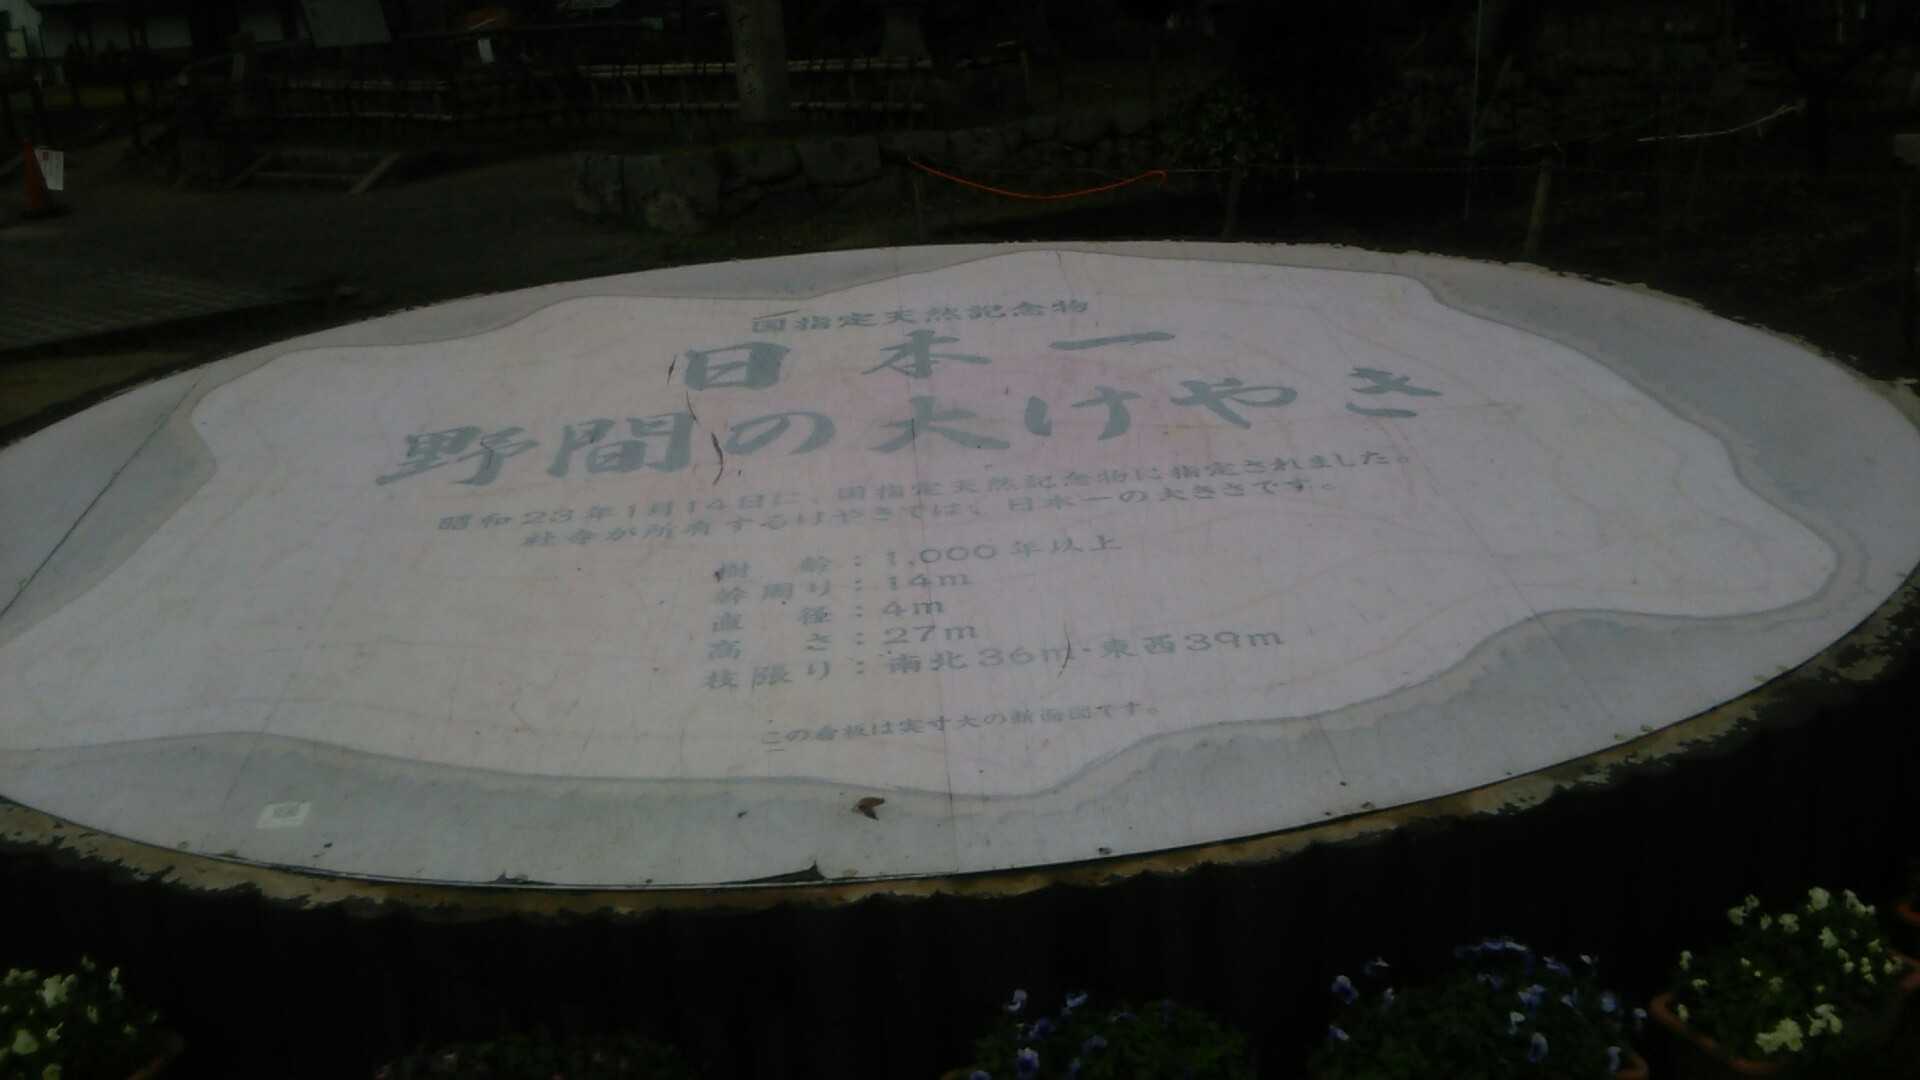 国指定天然記念物
日本一
野間の大けやき
昭和23年1月14日に、国指定天然記念物に指定されました。
社寺が所有するけやきでは、日本一の大きさです。
樹　齢：1,000年以上
幹周り：14m
直　径：4m
高　さ：27m
枝張り：南北36m・東西39m
この看板は実寸大の断面図です。